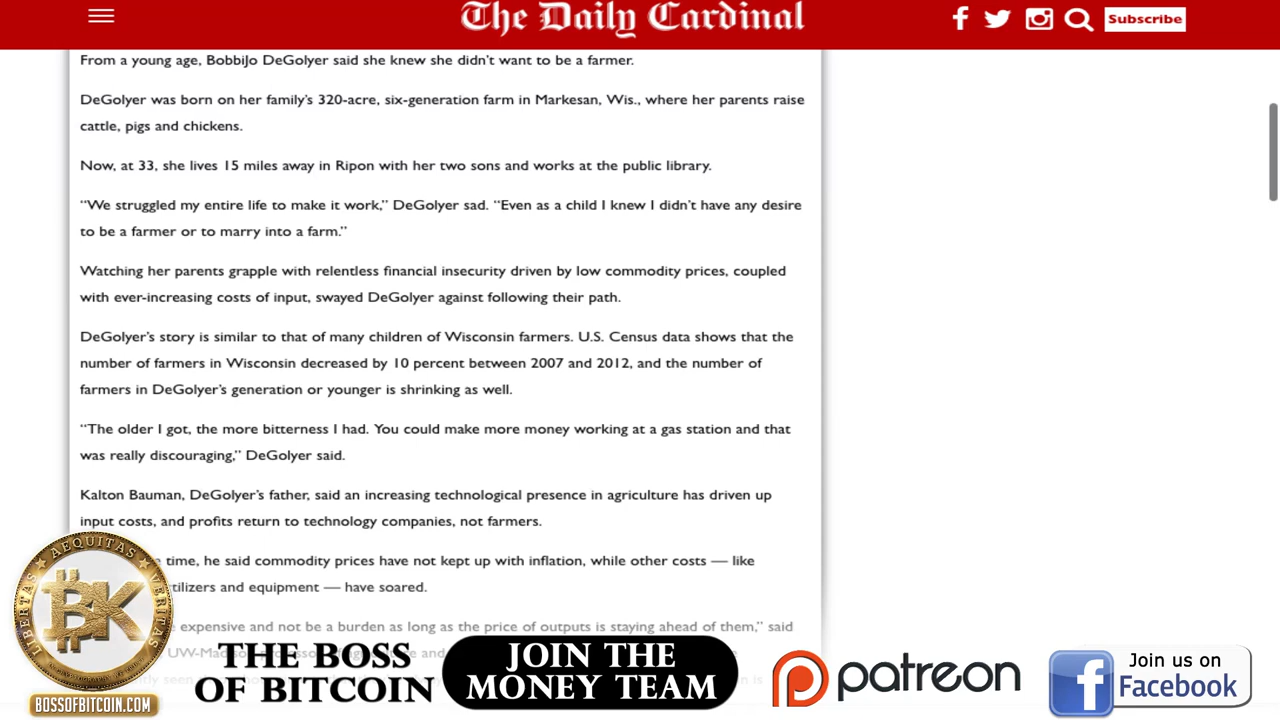 The Daily Cardinal
Subscribe
From a young age, BobbiJo DeGolyer said she knew she didn't want to be a farmer.
DeGolyer was born on her family's 320-acre, six-generation farm in Markesan, Wis., where her parents raise
cattle, pigs and chickens.
Now, at 33, she lives 15 miles away in Ripon with her two sons and works at the public library.
“We struggled my entire life to make it work,” DeGolyer sad. “Even as a child I knew I didn't have any desire
to be a farmer or to marry into a farm.”
Watching her parents grapple with relentless financial insecurity driven by low commodity prices, coupled
with ever-increasing costs of input, swayed DeGolyer against following their path.
DeGolyer's story is similar to that of many children of Wisconsin farmers. U.S. Census data shows that the
number of farmers in Wisconsin decreased by 10 percent between 2007 and 2012, and the number of
farmers in DeGolyer's generation or younger is shrinking as well.
“The older I got, the more bitterness I had. You could make more money working at a gas station and that
was really discouraging,” DeGolyer said.
Kalton Bauman, DeGolyer's father, said an increasing technological presence in agriculture has driven up
input costs, and profits return to technology companies, not farmers.
time, he said commodity prices have not kept up with inflation, while other costs — like
and equipment — have soared.
expensive and not be a burden as long as the price of outputs is staying ahead of them,” said
AEQUITAS
LIBERTAS
VERITAS
BK
BOSSOFBITCOIN.COM
THE BOSS
OF BITCOIN
JOIN THE
MONEY TEAM
patreon
Join us on
Facebook